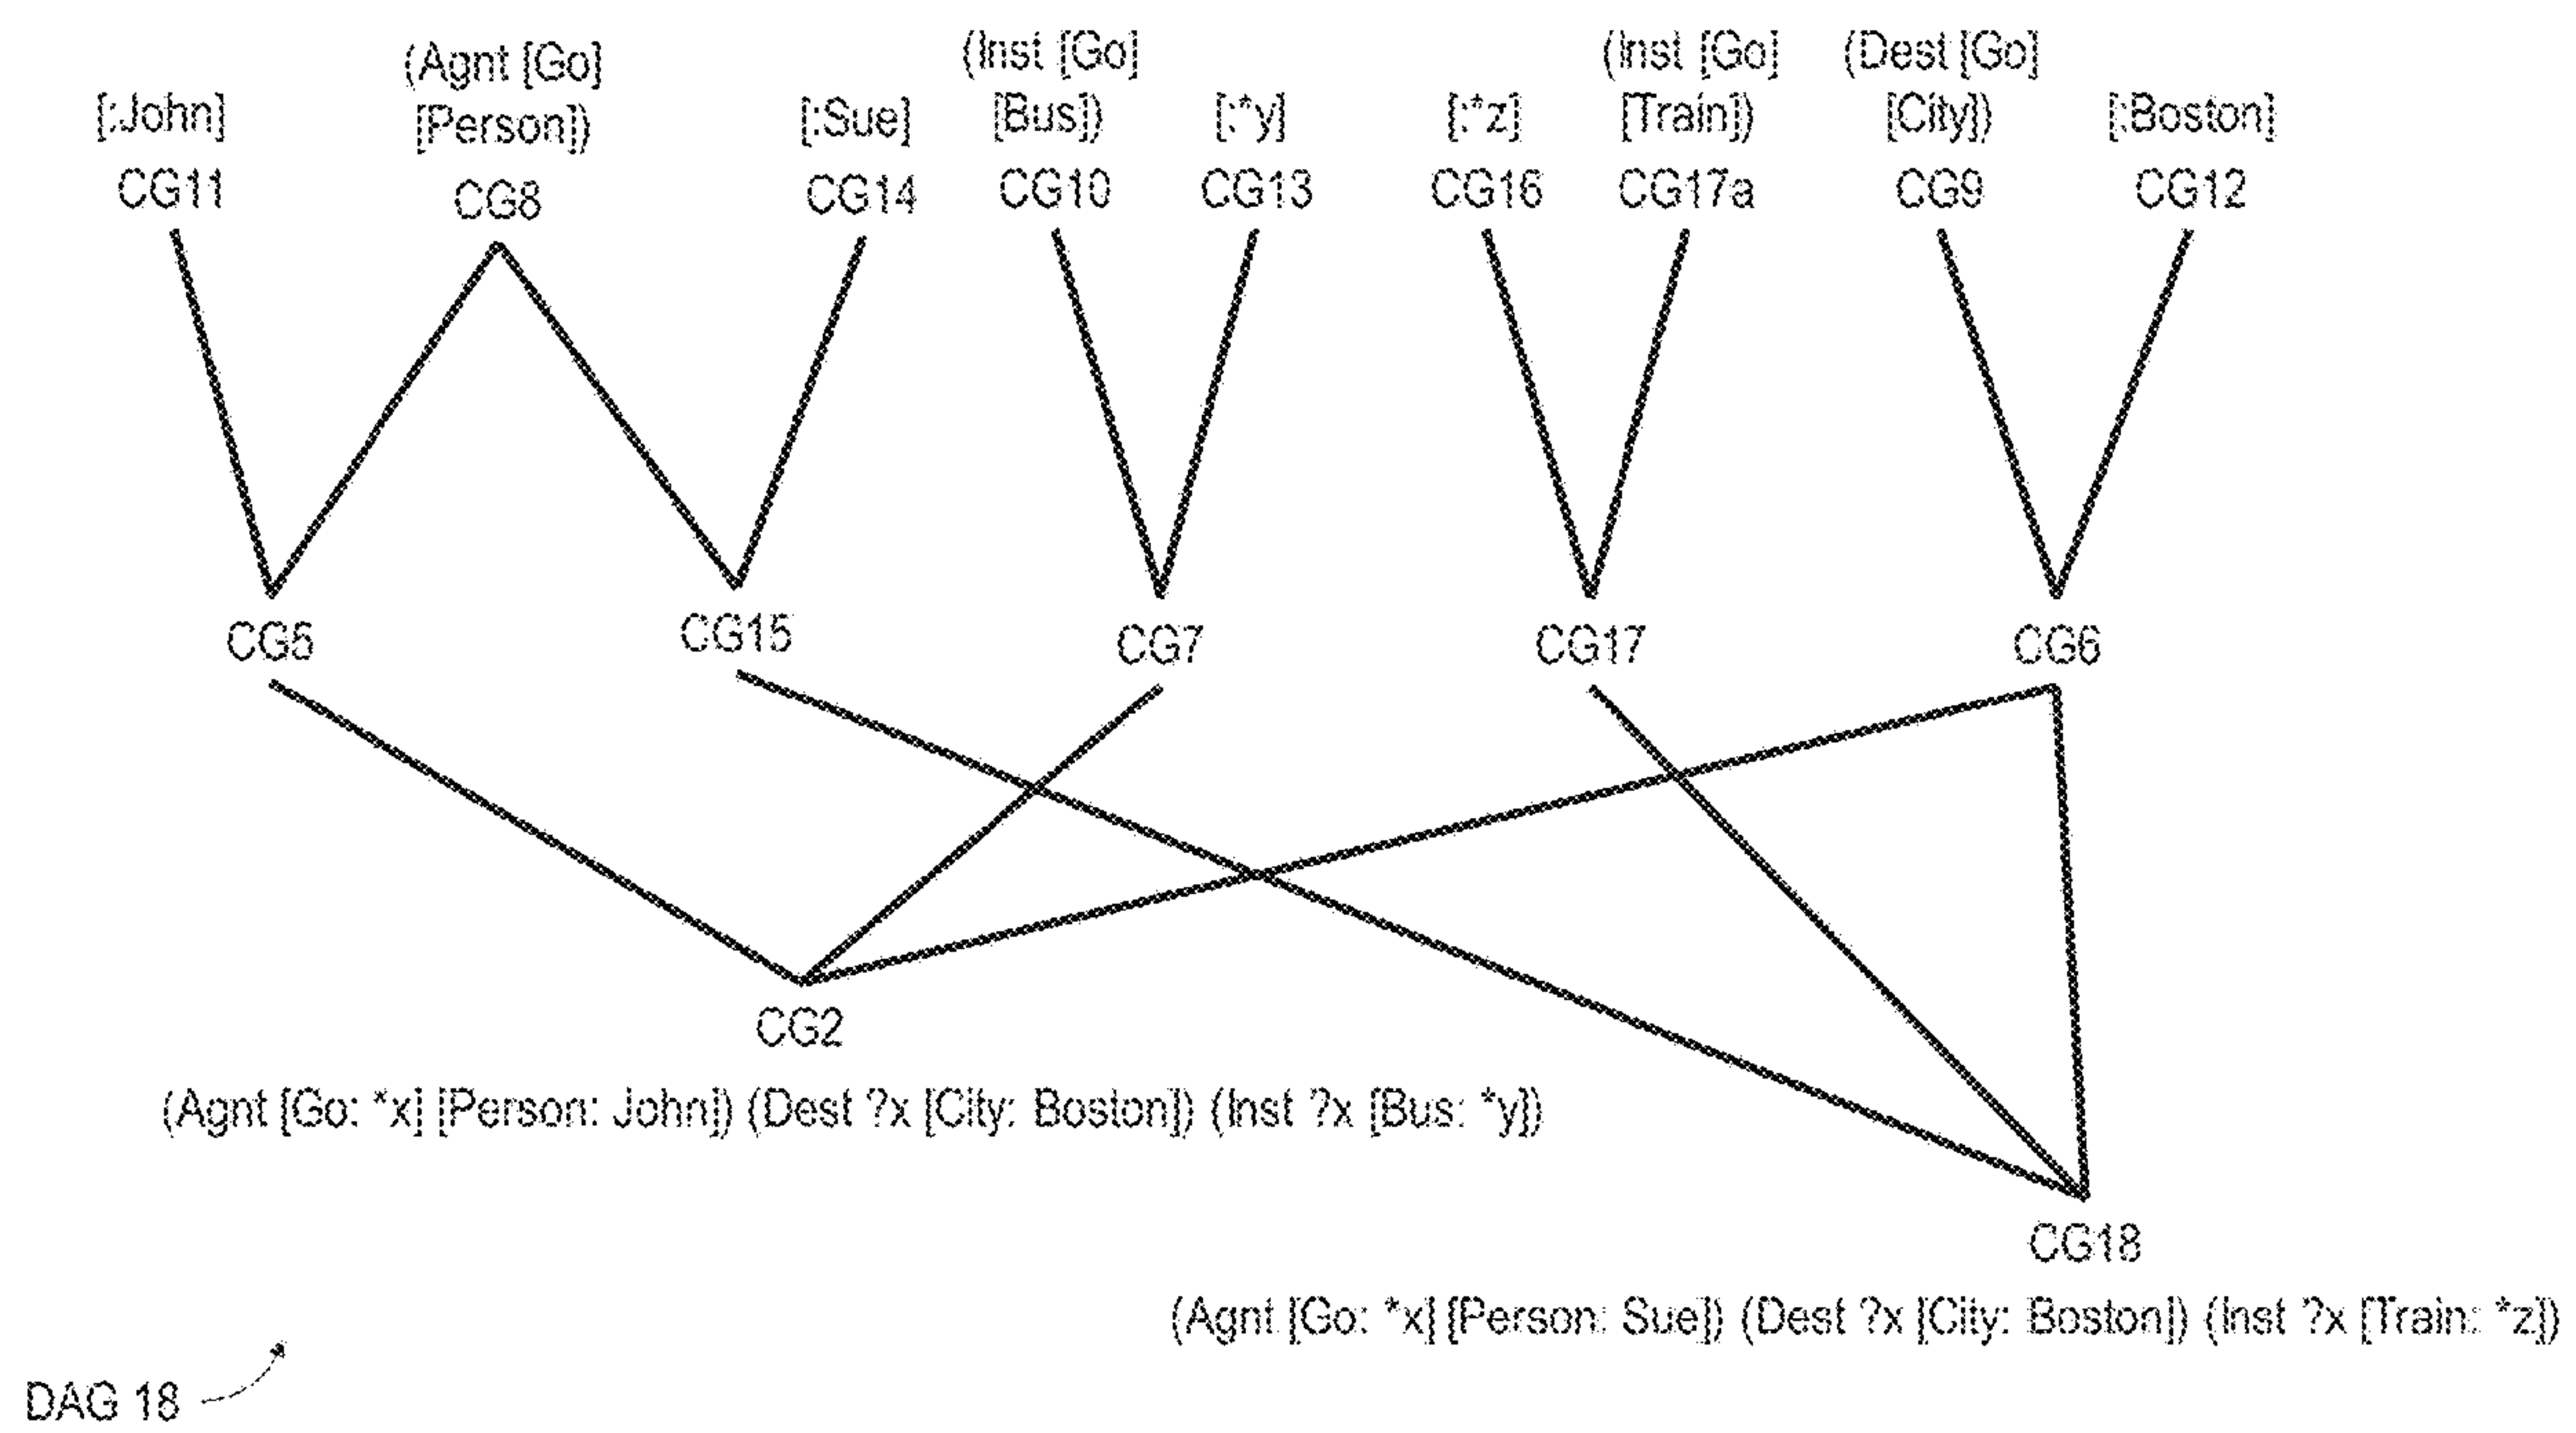 [:John]
(Agnt [Go]
[Person])
[:Sue]
(Inst [Go]
[Bus])
[:*y]
[:*z]
(Inst [Go]
[Train])
(Dest [Go]
[City])
[:Boston]
CG11
CG8
CG14
CG10
CG13
CG16
CG17a
CG9
CG12
CG5
CG15
CG7
CG17
CG6
CG2
(Agnt [Go: *x] [Person: John]) (Dest ?x [City: Boston]) (Inst ?x [Bus: *y])
CG18
(Agnt [Go: *x] [Person: Sue]) (Dest ?x [City: Boston]) (Inst ?x [Train: *z])
DAG 18